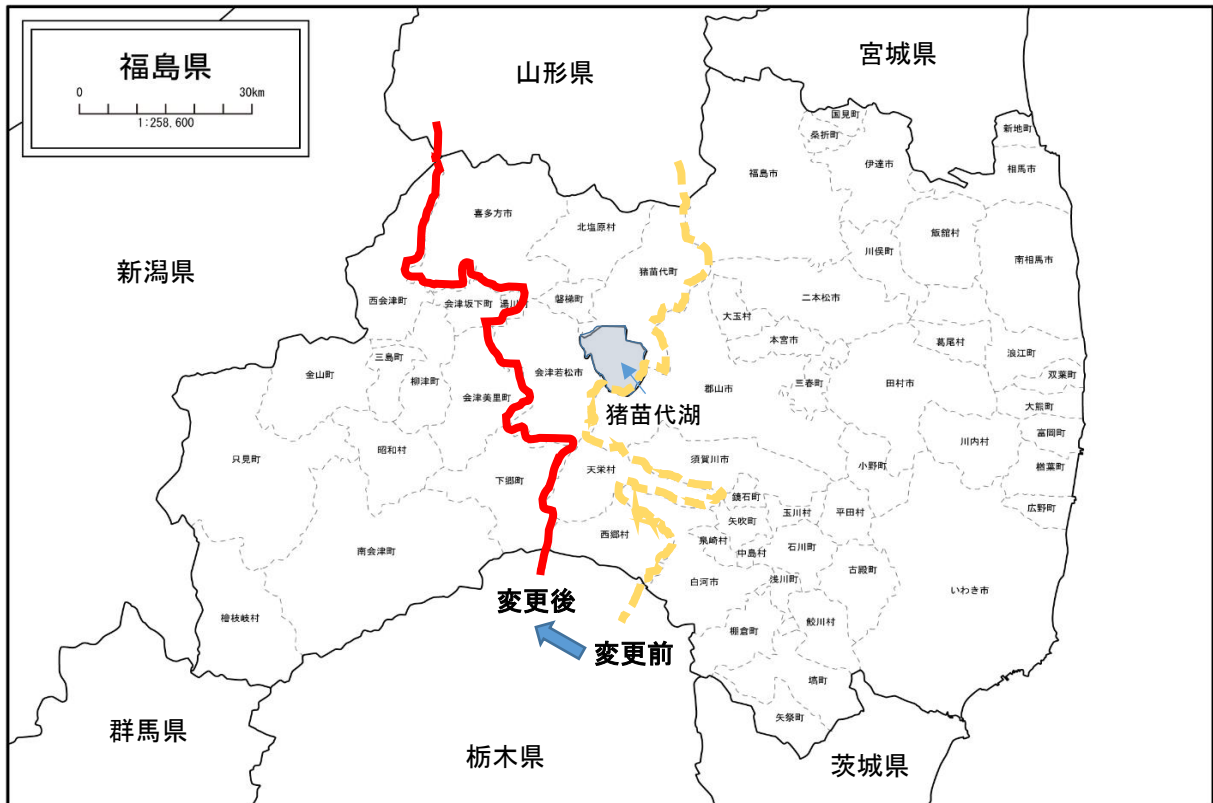 福島県
0 30km
1:258,600
山形県
宮城県
新潟県
国見町
桑折町
新地町
伊達市
相馬市
福島市
喜多方市
北塩原村
飯舘村
川俣町
南相馬市
猪苗代町
西会津町
会津坂下町
湯川村
磐梯町
二本松市
大玉村
本宮市
葛尾村
浪江町
三島町
金山町
柳津町
会津若松市
双葉町
郡山市
三春町
田村市
会津美里町
大熊町
猪苗代湖
富岡町
川内村
昭和村
只見町
須賀川市
小野町
楢葉町
天栄村
下郷町
鏡石町
広野町
玉川村
平田村
矢吹町
西郷村
泉崎村
中島村
石川町
南会津町
古殿町
白河市
浅川町
いわき市
変更後
檜枝岐村
鮫川村
棚倉町
変更前
塙町
矢祭町
群馬県
栃木県
茨城県